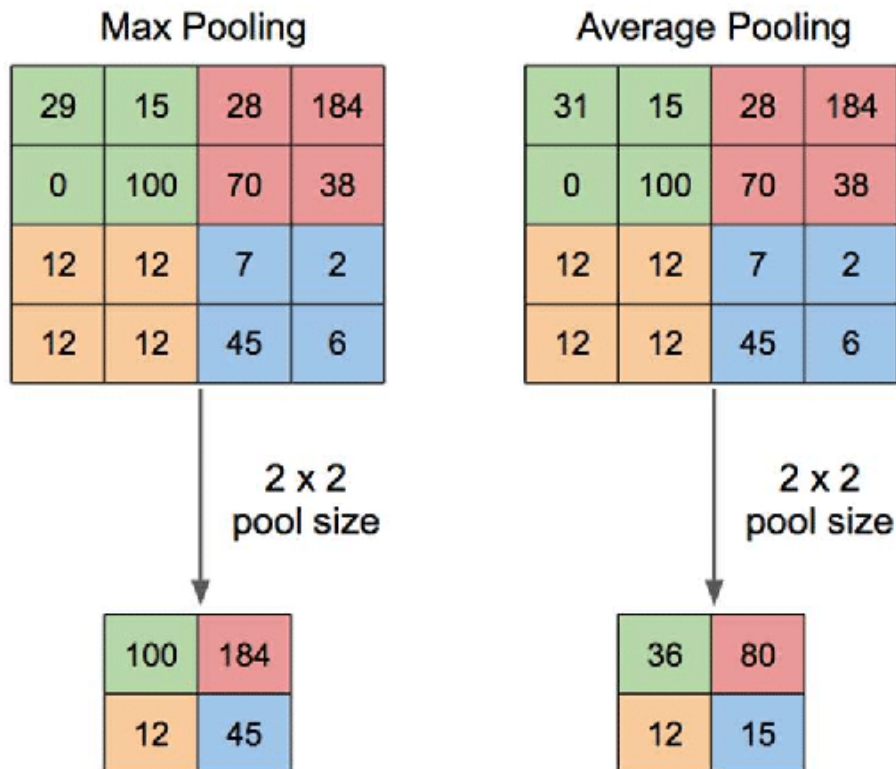 Max Pooling
29 15 28 184
0 100 70 38
12 12 7 2
12 12 45 6
2 x 2
pool size
100 184
12 45
Average Pooling
31 15 28 184
0 100 70 38
12 12 7 2
12 12 45 6
2 x 2
pool size
36 80
12 15